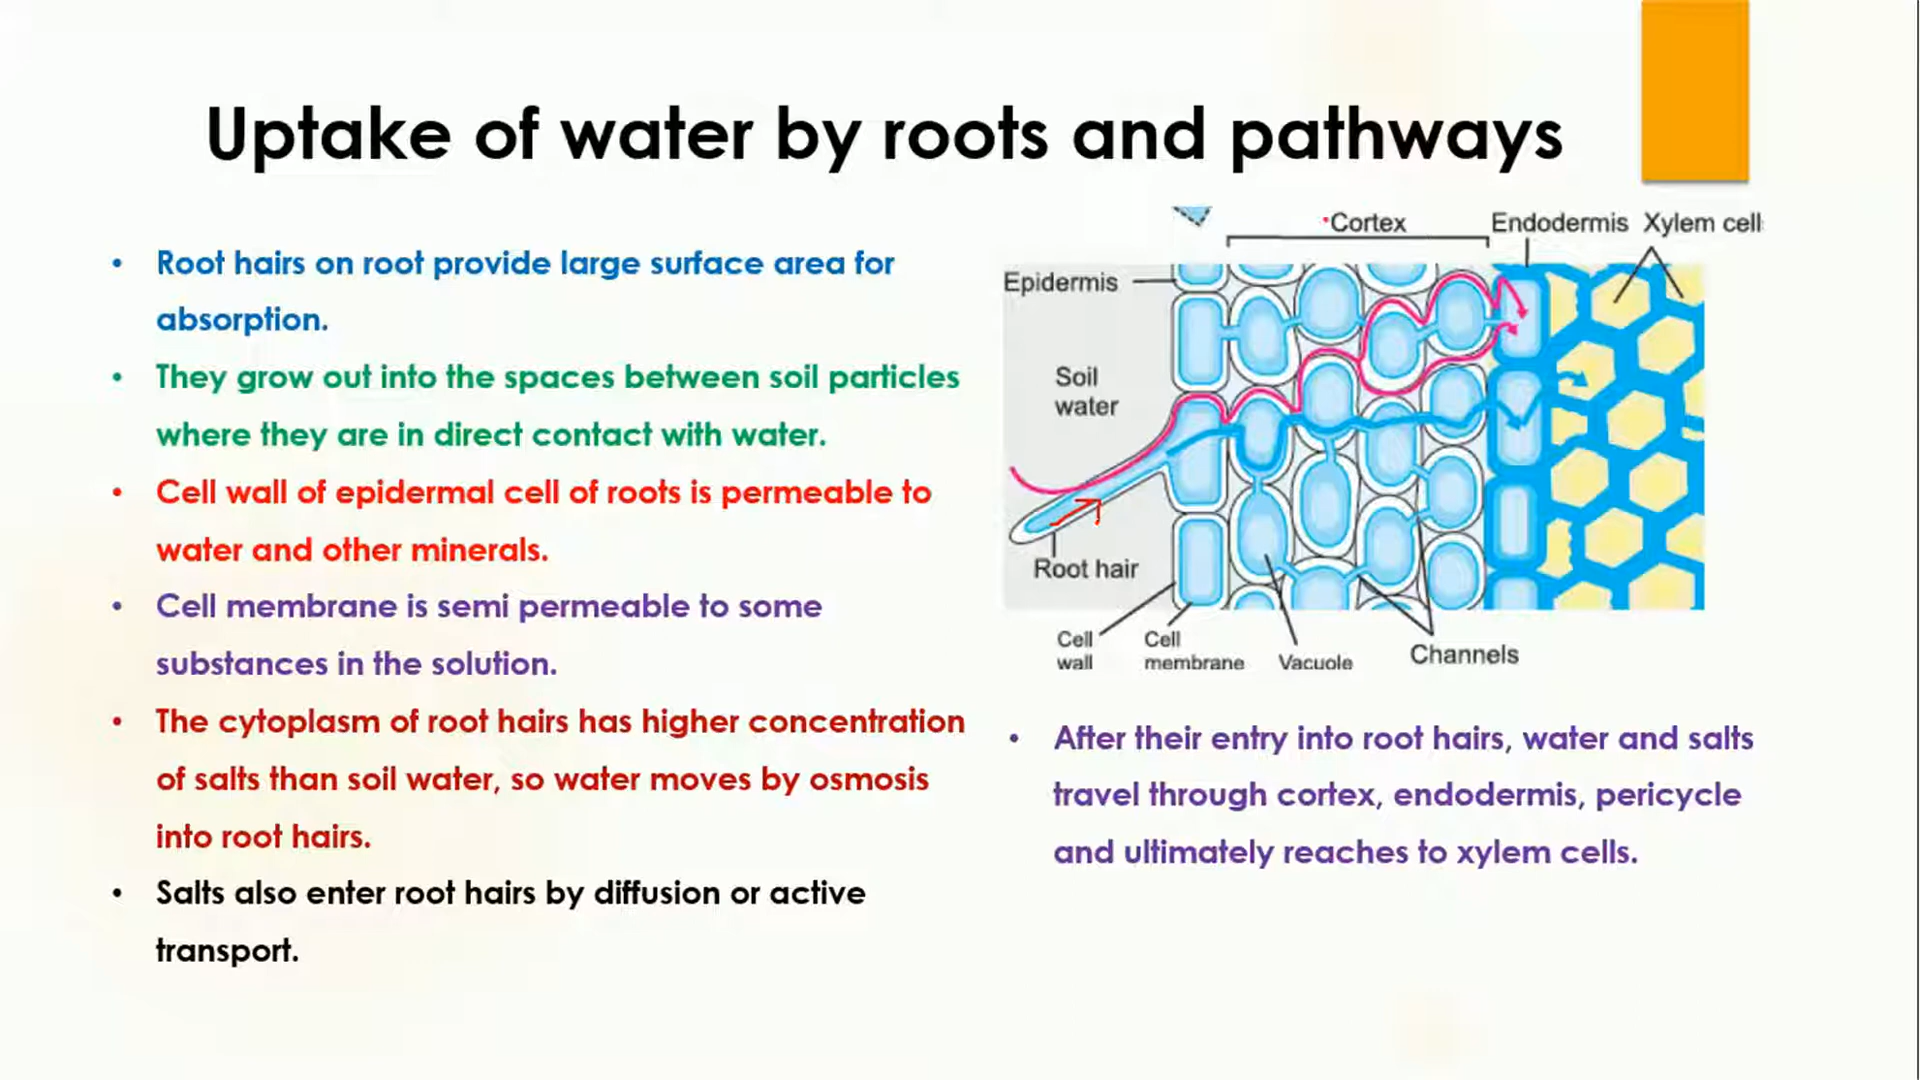 Uptake of water by roots and pathways
• Root hairs on root provide large surface area for
absorption.
• They grow out into the spaces between soil particles
where they are in direct contact with water.
• Cell wall of epidermal cell of roots is permeable to
water and other minerals.
• Cell membrane is semi permeable to some
substances in the solution.
• The cytoplasm of root hairs has higher concentration
of salts than soil water, so water moves by osmosis
into root hairs.
• Salts also enter root hairs by diffusion or active
transport.
Cortex
Endodermis
Xylem cell
Epidermis
Soil
water
Root hair
Cell
wall
Cell
membrane
Vacuole
Channels
• After their entry into root hairs, water and salts
travel through cortex, endodermis, pericycle
and ultimately reaches to xylem cells.